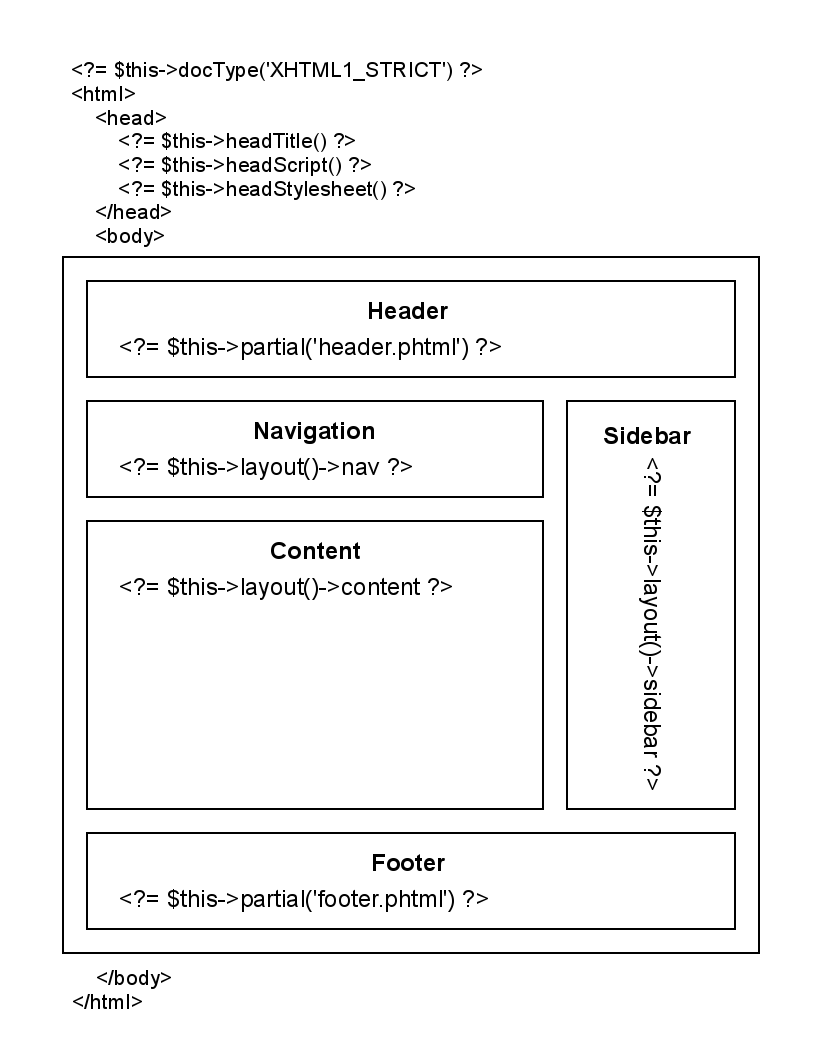 <?= $this->docType('XHTML1_STRICT') ?>
<html>
<head>
<?= $this->headTitle() ?>
<?= $this->headScript() ?>
<?= $this->headStylesheet() ?>
</head>
<body>
Header
<?= $this->partial('header.phtml') ?>
Navigation
<?= $this->layout()->nav ?>
Content
<?= $this->layout()->content ?>
Sidebar
<?= $this->layout()->sidebar ?>
Footer
<?= $this->partial('footer.phtml') ?>
</body>
</html>